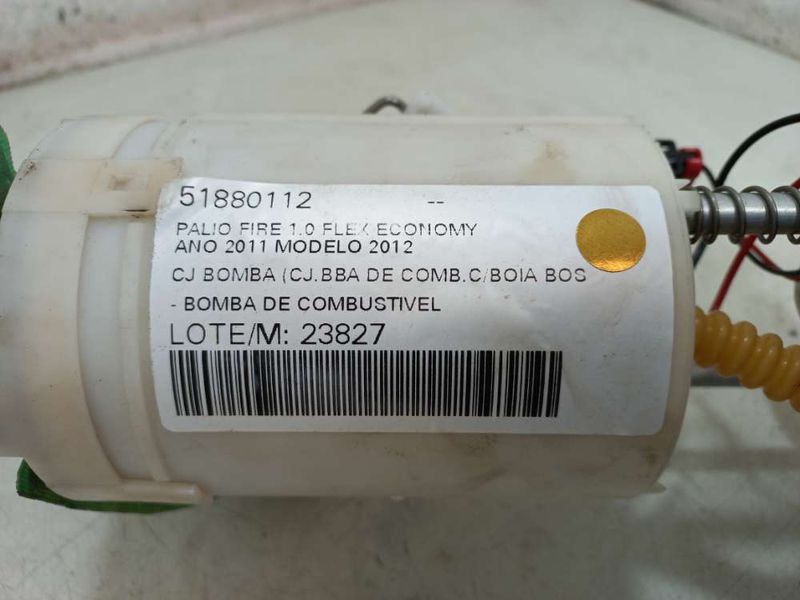 51880112 --
PALIO FIRE 1.0 FLEX ECONOMY
ANO 2011 MODELO 2012
CJ BOMBA (CJ.BBA DE COMB.C/BOIA BOS
- BOMBA DE COMBUSTIVEL
LOTE/M: 23827